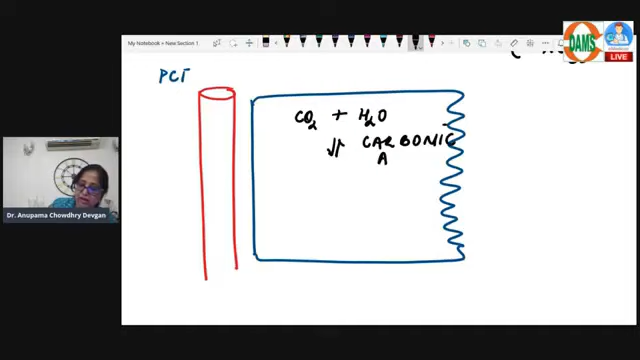 My Notebook > New Section 1
DAMS
LIVE
PCT
CO2 + H2O
CARBONIC
A
Dr. Anupama Chowdhry Devgan